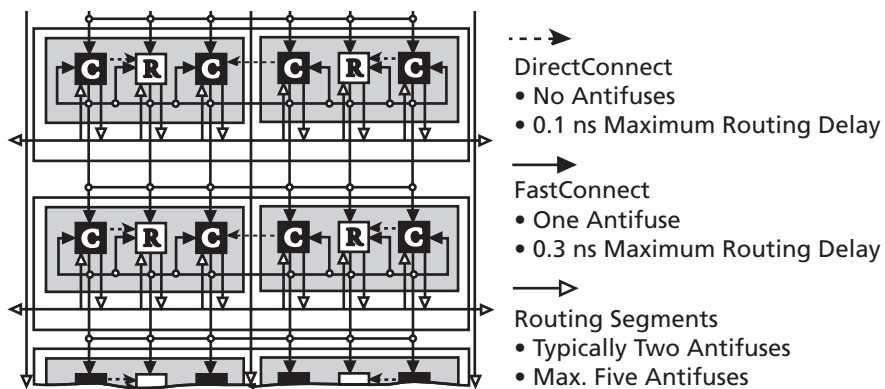 C R C C R C
C R C C R C
DirectConnect
• No Antifuses
• 0.1 ns Maximum Routing Delay
FastConnect
• One Antifuse
• 0.3 ns Maximum Routing Delay
Routing Segments
• Typically Two Antifuses
• Max. Five Antifuses